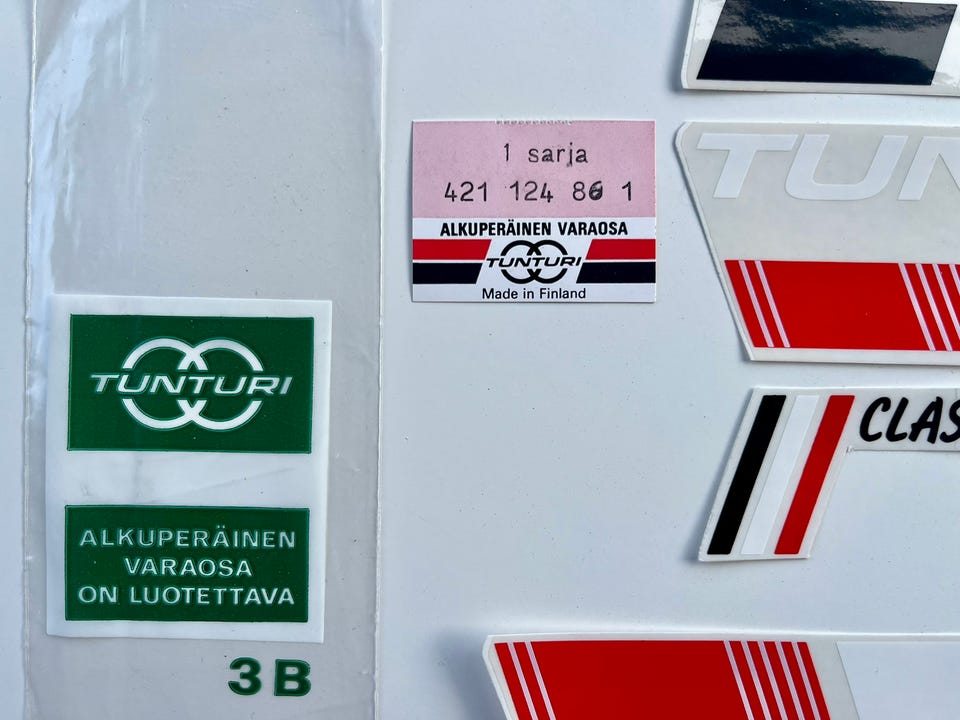 1 sarja
421 124 86 1
ALKUPERÄINEN VARAOSA
TUNTURI
Made in Finland
TUNTURI
ALKUPERÄINEN
VARAOSA
ON LUOTETTAVA
3B
TUN
CLAS